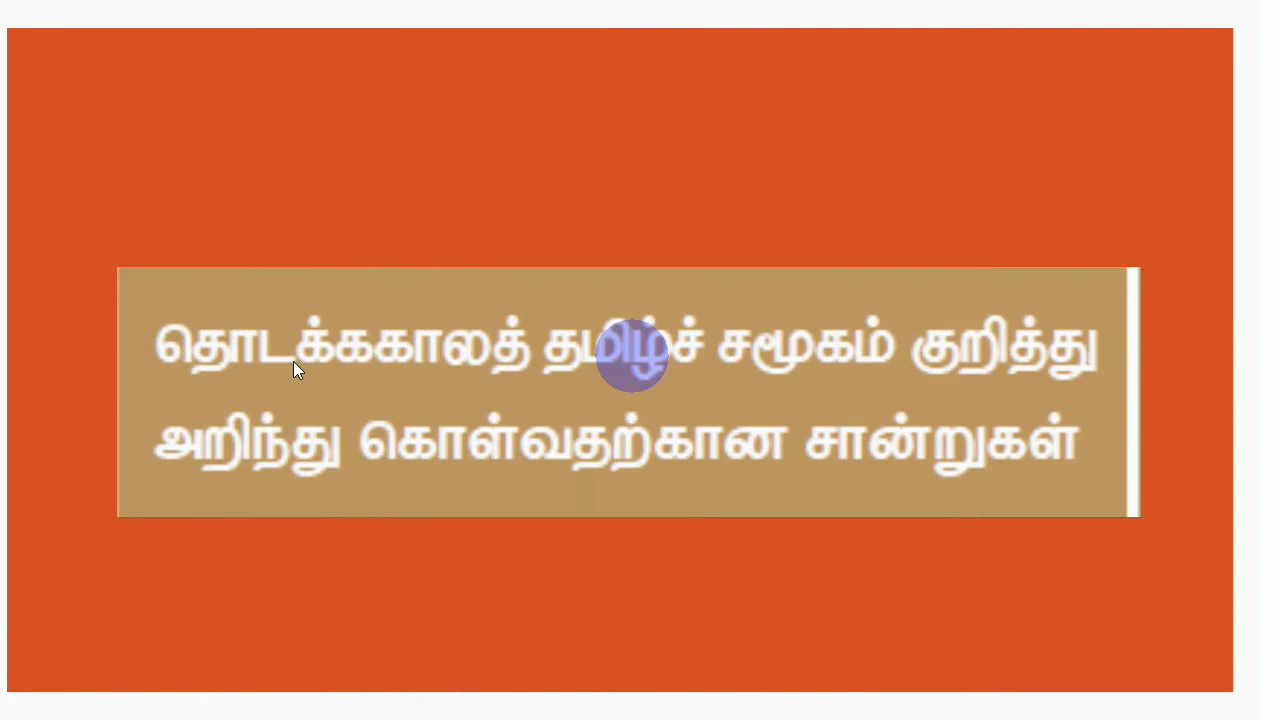 தொடக்ககாலத் தமிழ்ச் சமூகம் குறித்து
அறிந்து கொள்வதற்கான சான்றுகள்